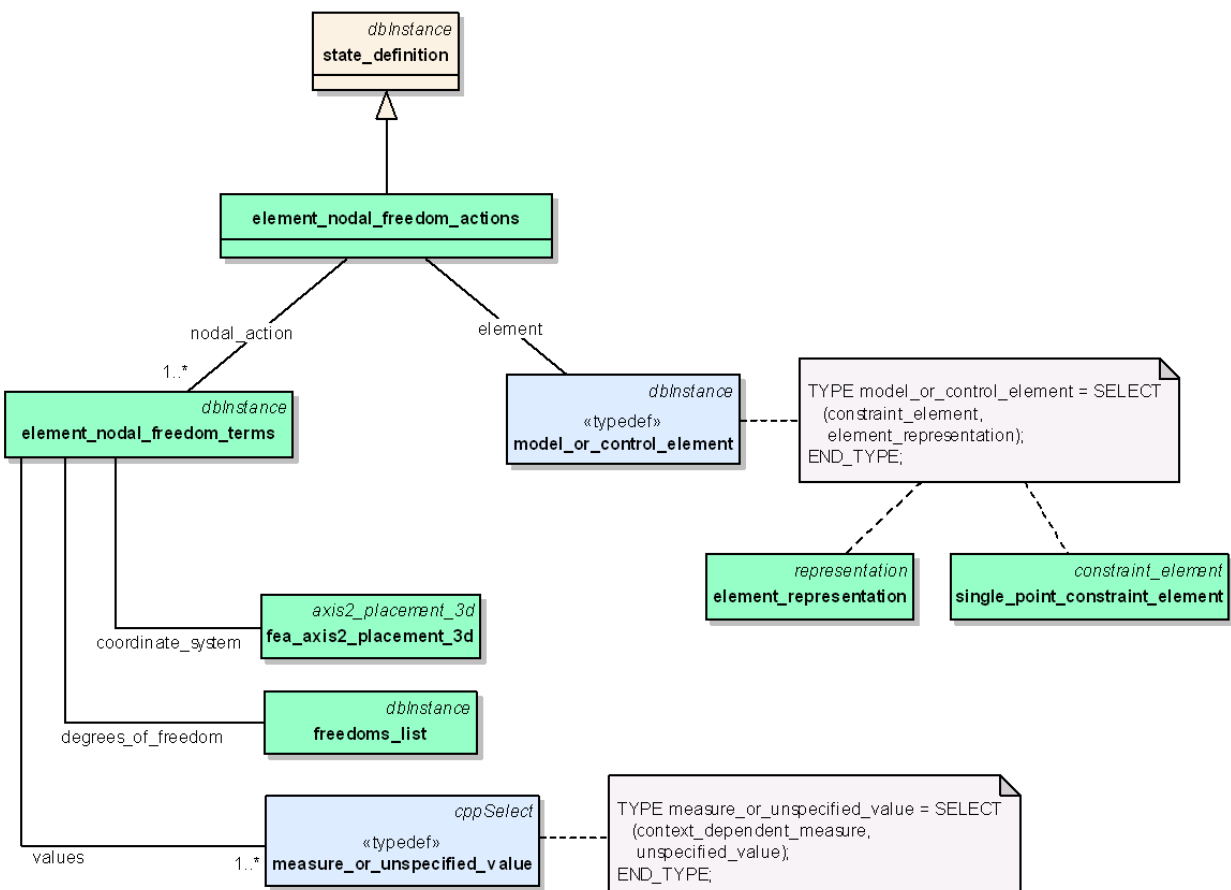 dbInstance
state_definition
element_nodal_freedom_actions
nodal_action
element
1..*
dbInstance
element_nodal_freedom_terms
dbInstance
«typedef»
model_or_control_element
TYPE model_or_control_element = SELECT
(constraint_element,
element_representation);
END_TYPE;
representation
element_representation
constraint_element
single_point_constraint_element
axis2_placement_3d
fea_axis2_placement_3d
coordinate_system
dbInstance
freedoms_list
degrees_of_freedom
cppSelect
«typedef»
measure_or_unspecified_value
values
1..*
TYPE measure_or_unspecified_value = SELECT
(context_dependent_measure,
unspecified_value);
END_TYPE;